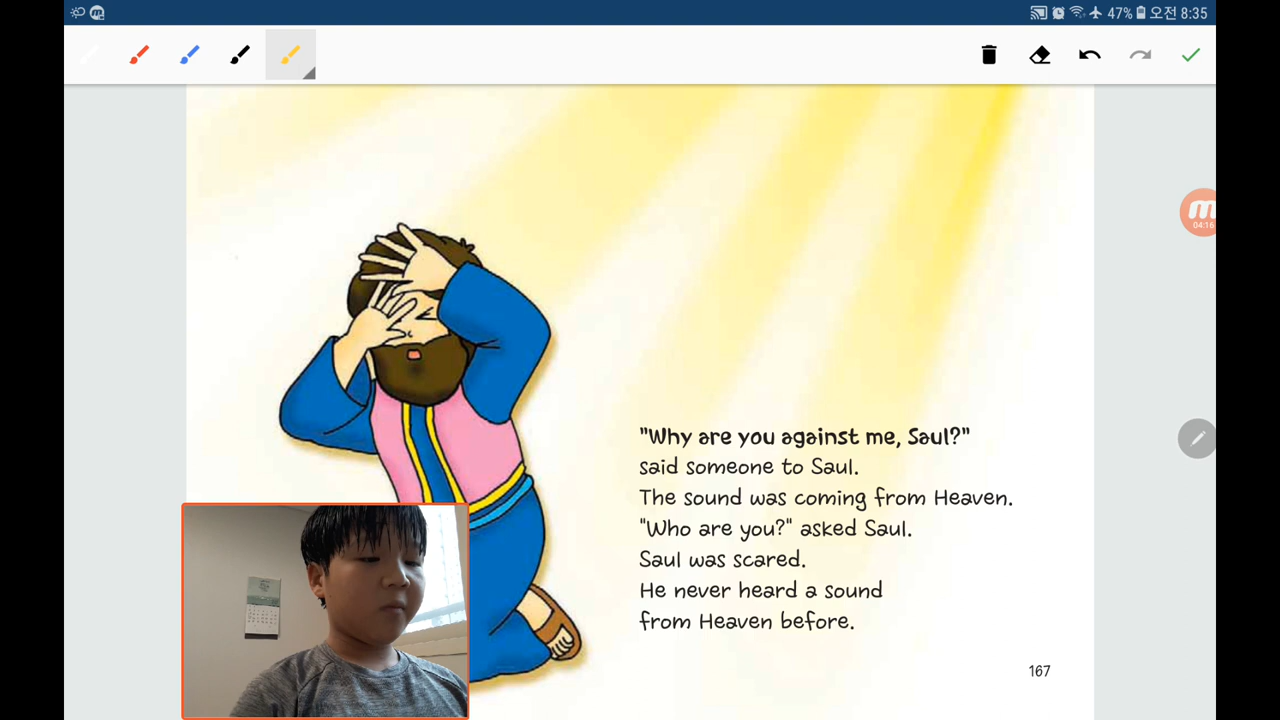 47% 오전 8:35
04:16
"Why are you against me, Saul?"
said someone to Saul.
The sound was coming from Heaven.
"Who are you?" asked Saul.
Saul was scared.
He never heard a sound
from Heaven before.
167